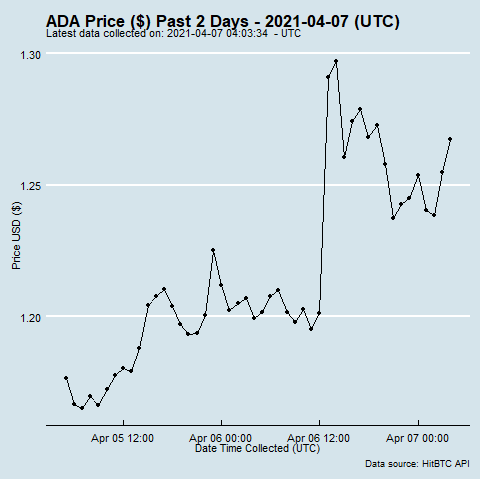 ADA Price ($) Past 2 Days - 2021-04-07 (UTC)
Latest data collected on: 2021-04-07 04:03:34 - UTC
1.30
1.25
1.20
Price USD ($)
Apr 05 12:00 Apr 06 00:00 Apr 06 12:00 Apr 07 00:00
Date Time Collected (UTC)
Data source: HitBTC API